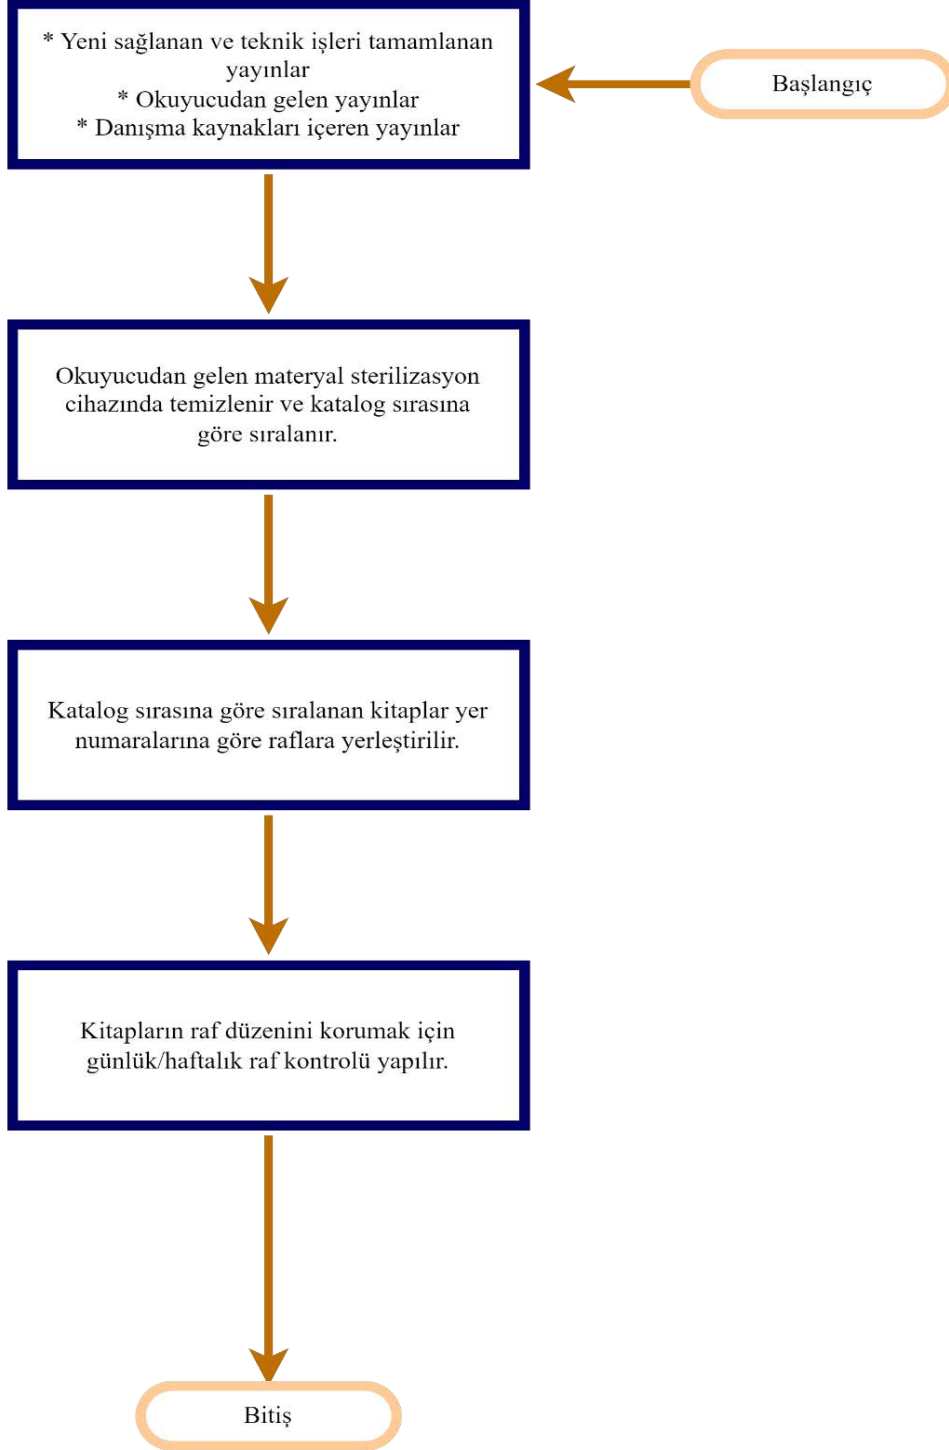 Başlangıç
* Yeni sağlanan ve teknik işleri tamamlanan
yayınlar
* Okuyucudan gelen yayınlar
* Danışma kaynakları içeren yayınlar
Okuyucudan gelen materyal sterilizasyon
cihazında temizlenir ve katalog sırasına
göre sıralanır.
Katalog sırasına göre sıralanan kitaplar yer
numaralarına göre raflara yerleştirilir.
Kitapların raf düzenini korumak için
günlük/haftalık raf kontrolü yapılır.
Bitiş